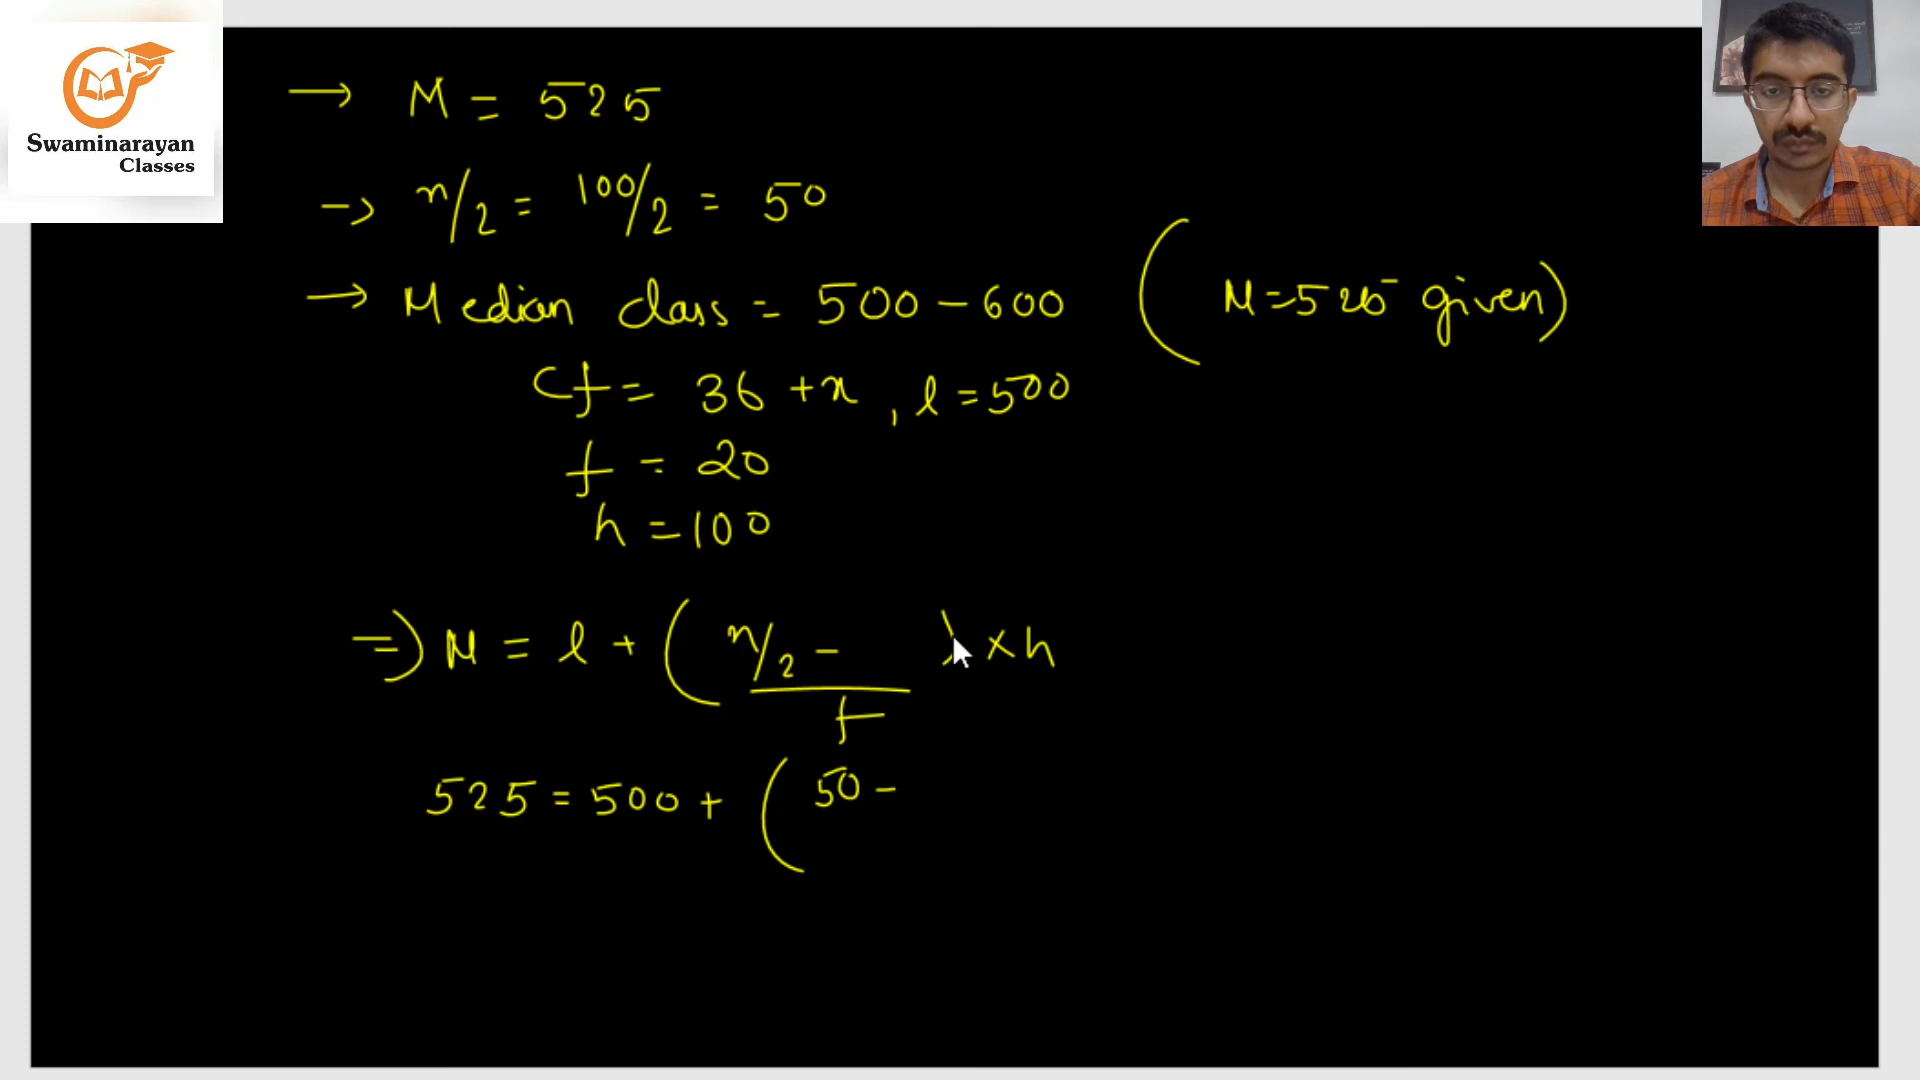 Swaminarayan
Classes
→ M = 525
→ n/2 = 100/2 = 50
→ Median class = 500 - 600 ( M = 525 given)
cf = 36 + x , l = 500
f = 20
h = 100
⇒ M = l + ( n/2 - ) × h
f
525 = 500 + ( 50 -